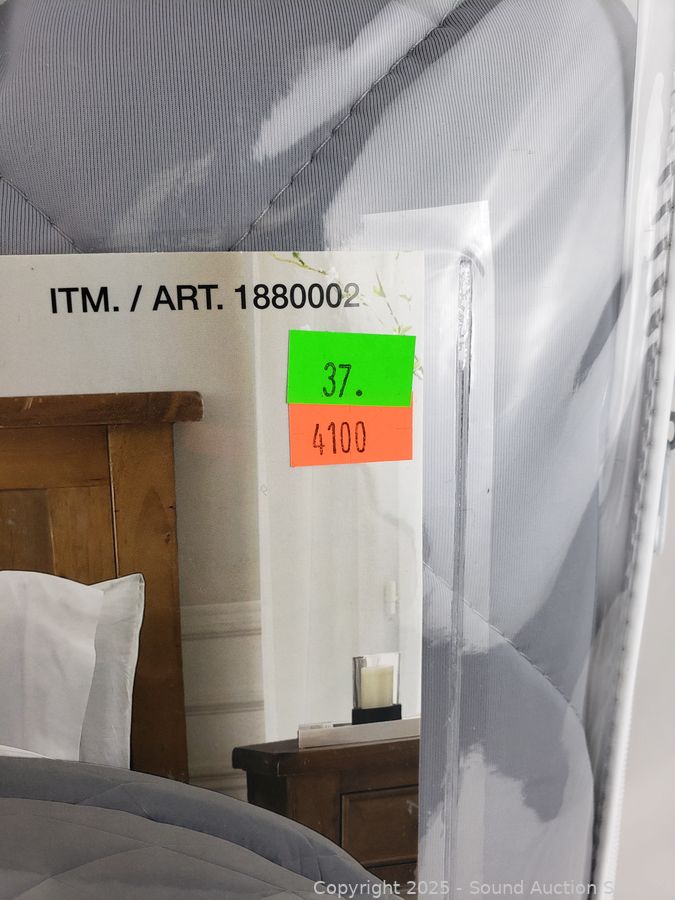 ITM. / ART. 1880002
37.
4100
Copyright 2025 - Sound Auction S